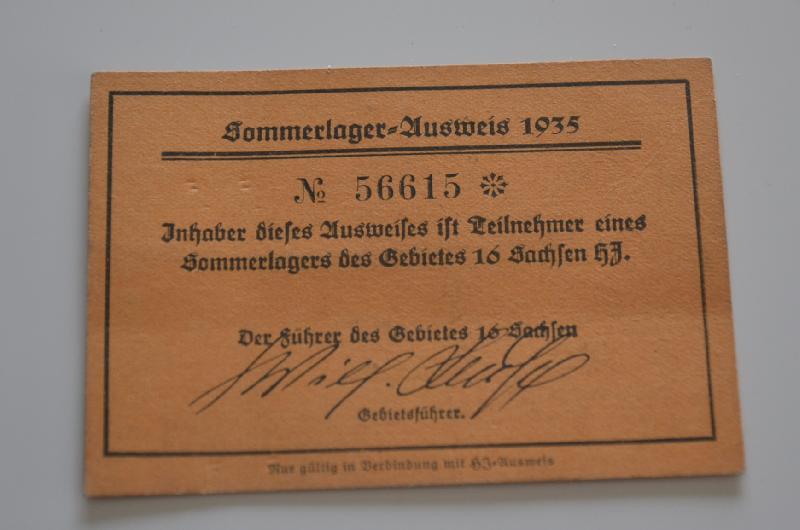 Sommerlager-Ausweis 1935
№ 56615
Inhaber dieses Ausweises ist Teilnehmer eines
Sommerlagers des Gebietes 16 Sachsen HJ.
Der Führer des Gebietes 16 Sachsen
Gebietsführer.
Nur gültig in Verbindung mit HJ-Ausweis